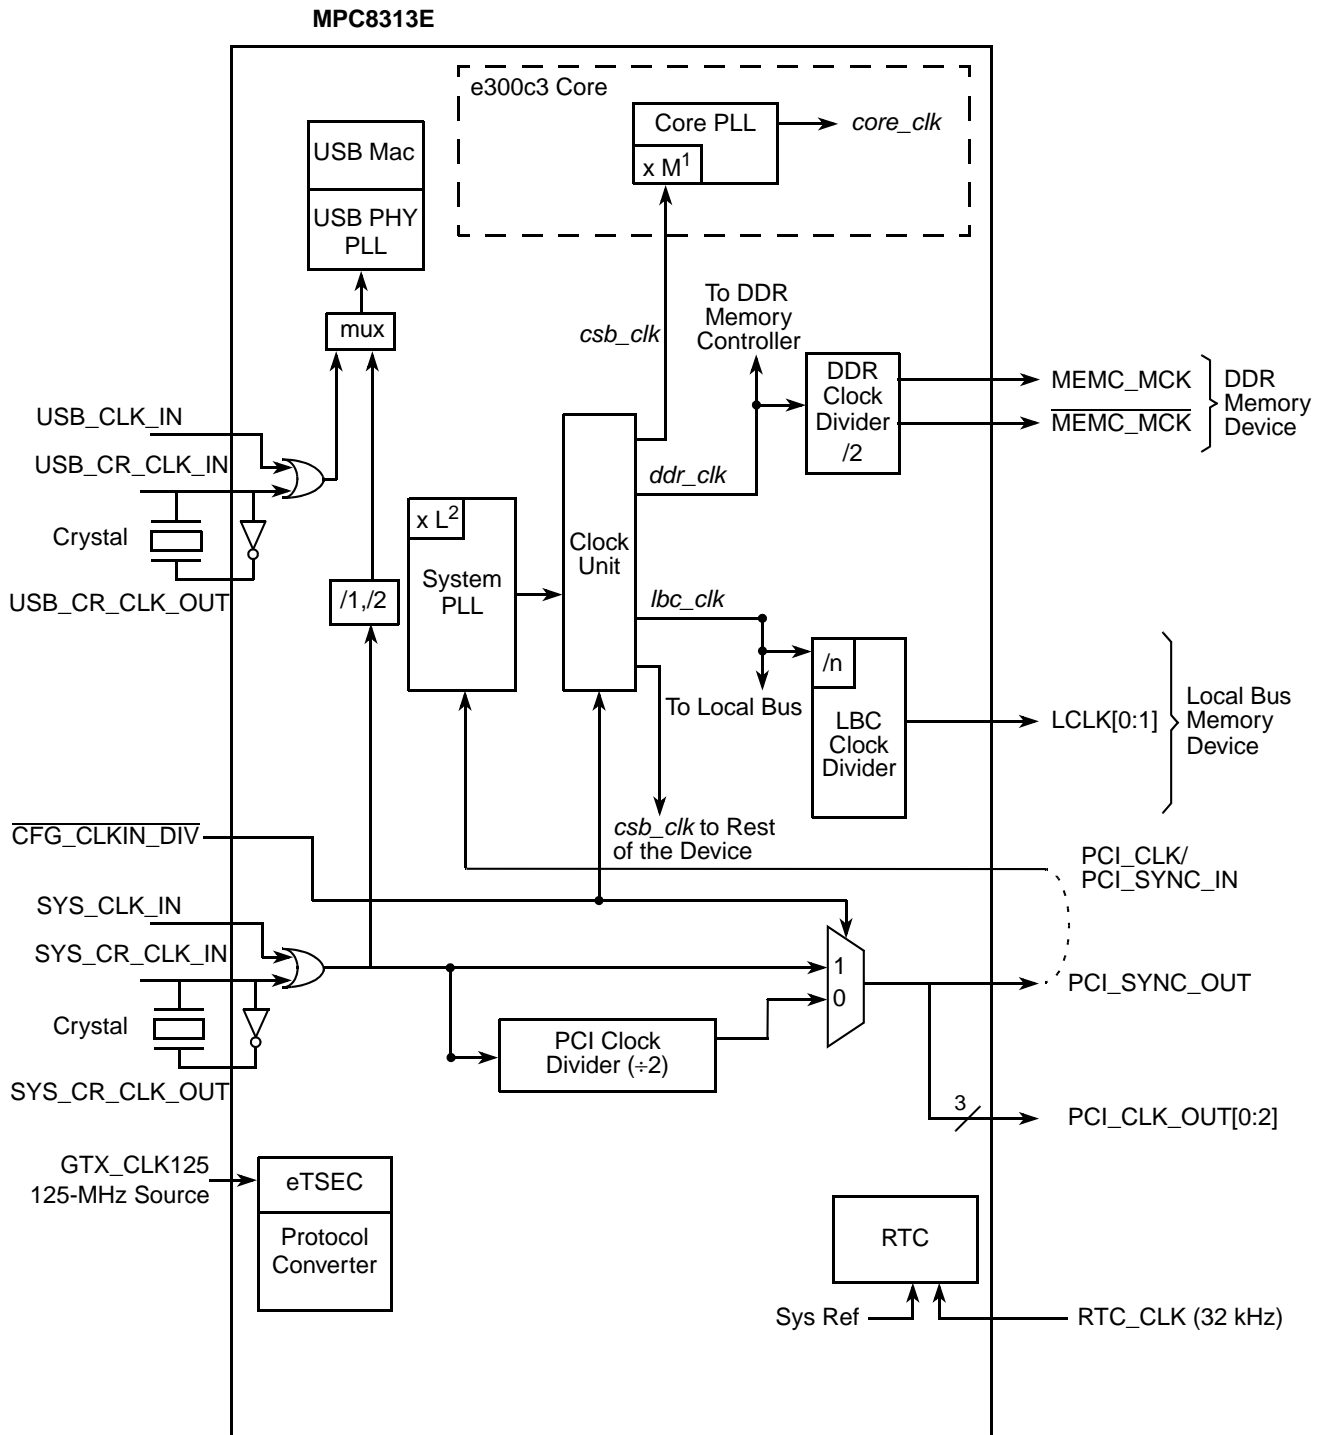 MPC8313E
e300c3 Core
Core PLL
x M1
core_clk
USB Mac
USB PHY
PLL
mux
csb_clk
To DDR
Memory
Controller
DDR
Clock
Divider
/2
MEMC_MCK
MEMC_MCK
DDR
Memory
Device
USB_CLK_IN
USB_CR_CLK_IN
Crystal
USB_CR_CLK_OUT
x L2
System
PLL
Clock
Unit
ddr_clk
/1,/2
lbc_clk
To Local Bus
/n
LBC
Clock
Divider
LCLK[0:1]
Local Bus
Memory
Device
csb_clk to Rest
of the Device
CFG_CLKIN_DIV
PCI_CLK/
PCI_SYNC_IN
SYS_CLK_IN
SYS_CR_CLK_IN
Crystal
SYS_CR_CLK_OUT
1
0
PCI_SYNC_OUT
PCI Clock
Divider (÷2)
3
PCI_CLK_OUT[0:2]
GTX_CLK125
125-MHz Source
eTSEC
Protocol
Converter
RTC
Sys Ref
RTC_CLK (32 kHz)